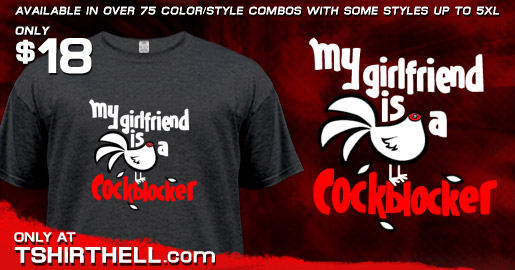 AVAILABLE IN OVER 75 COLOR/STYLE COMBOS WITH SOME STYLES UP TO 5XL
ONLY
$18
my
girlfriend
is
a
Cockblocker
my
girlfriend
is
a
Cockblocker
ONLY AT
TSHIRTHELL.com